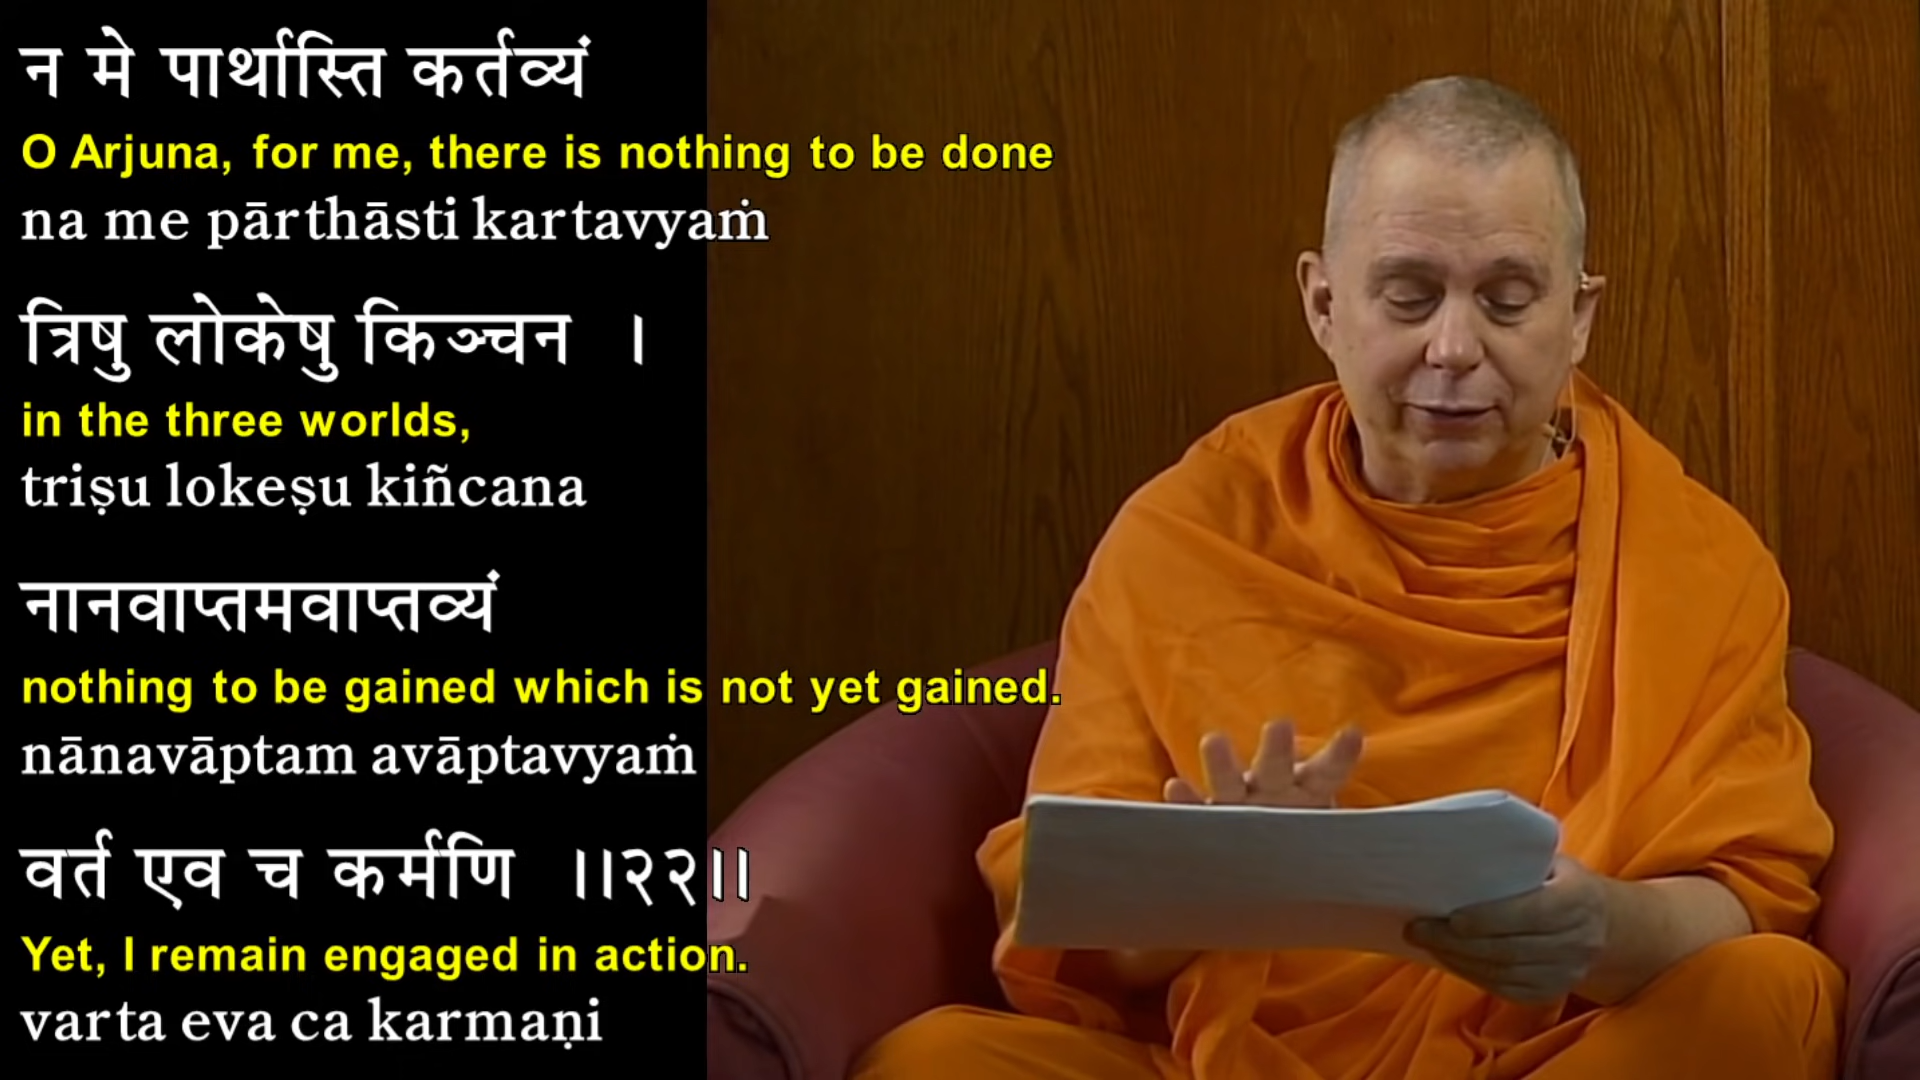 न मे पार्थास्ति कर्तव्यं
O Arjuna, for me, there is nothing to be done
na me pārthāsti kartavyaṁ
त्रिषु लोकेषु किञ्चन ।
in the three worlds,
triṣu lokeṣu kiñcana
नानवाप्तमवाप्तव्यं
nothing to be gained which is not yet gained.
nānavāptam avāptavyaṁ
वर्त एव च कर्मणि ॥२२॥
Yet, I remain engaged in action.
varta eva ca karmaṇi